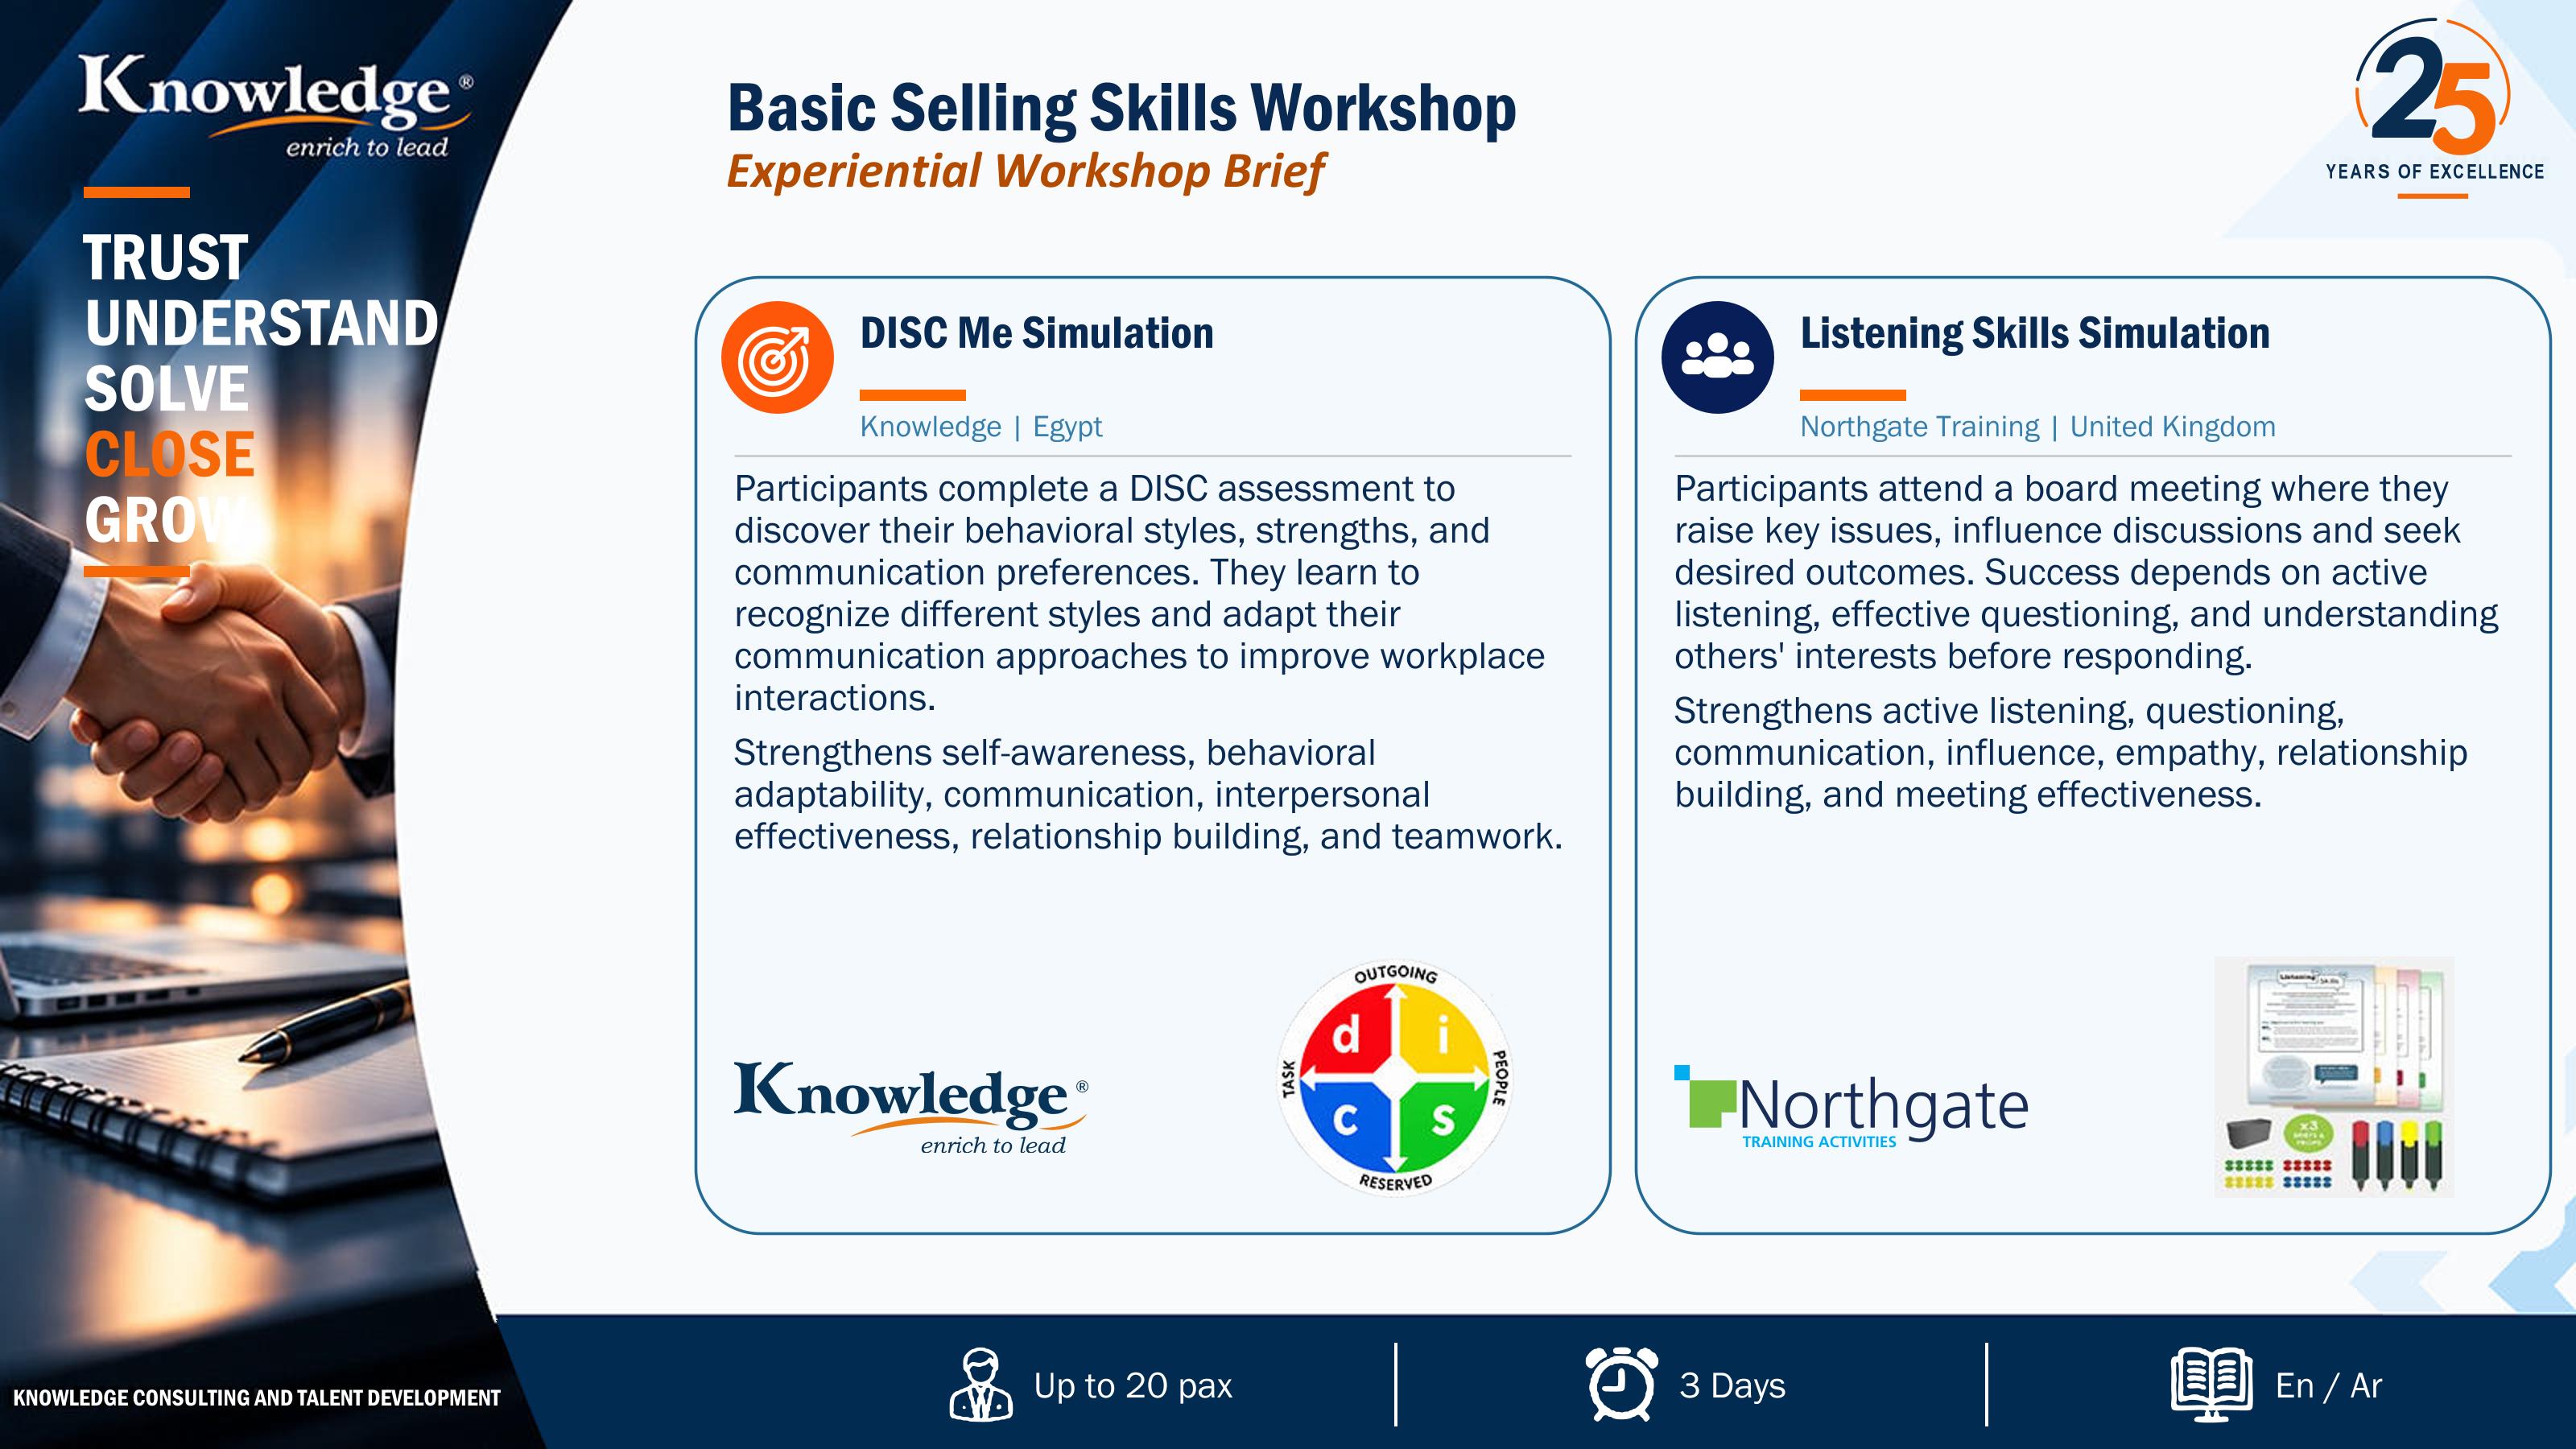 Knowledge®
enrich to lead
TRUST
UNDERSTAND
SOLVE
CLOSE
GROW
KNOWLEDGE CONSULTING AND TALENT DEVELOPMENT
Basic Selling Skills Workshop
Experiential Workshop Brief
25
YEARS OF EXCELLENCE
DISC Me Simulation
Knowledge | Egypt
Participants complete a DISC assessment to
discover their behavioral styles, strengths, and
communication preferences. They learn to
recognize different styles and adapt their
communication approaches to improve workplace
interactions.
Strengthens self-awareness, behavioral
adaptability, communication, interpersonal
effectiveness, relationship building, and teamwork.
Knowledge®
enrich to lead
OUTGOING
d i
TASK
PEOPLE
c s
RESERVED
Listening Skills Simulation
Northgate Training | United Kingdom
Participants attend a board meeting where they
raise key issues, influence discussions and seek
desired outcomes. Success depends on active
listening, effective questioning, and understanding
others' interests before responding.
Strengthens active listening, questioning,
communication, influence, empathy, relationship
building, and meeting effectiveness.
Northgate
TRAINING ACTIVITIES
Listening
Skills
x3
Up to 20 pax
3 Days
En / Ar